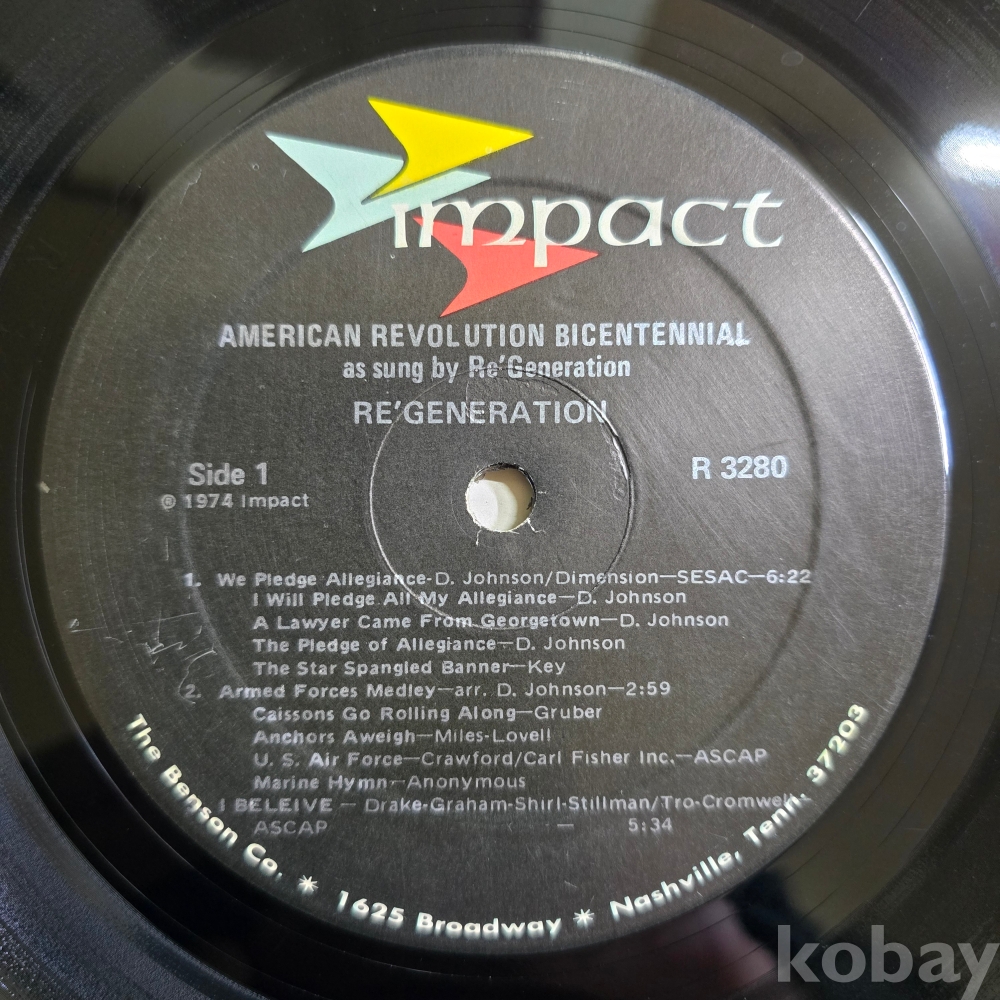 impact
AMERICAN REVOLUTION BICENTENNIAL
as sung by Re'Generation
RE'GENERATION
Side 1
R 3280
℗ 1974 Impact
1. We Pledge Allegiance-D. Johnson/Dimension—SESAC—6:22
I Will Pledge All My Allegiance—D. Johnson
A Lawyer Came From Georgetown—D. Johnson
The Pledge of Allegiance—D. Johnson
The Star Spangled Banner—Key
2. Armed Forces Medley—arr. D. Johnson—2:59
Caissons Go Rolling Along—Gruber
Anchors Aweigh—Miles-Lovell
U. S. Air Force—Crawford/Carl Fisher Inc.—ASCAP
Marine Hymn—Anonymous
I BELEIVE — Drake-Graham-Shirl-Stillman/Tro-Cromwell
ASCAP — 5:34
The Benson Co. * 1625 Broadway * Nashville, Tenn. 37203
kobay